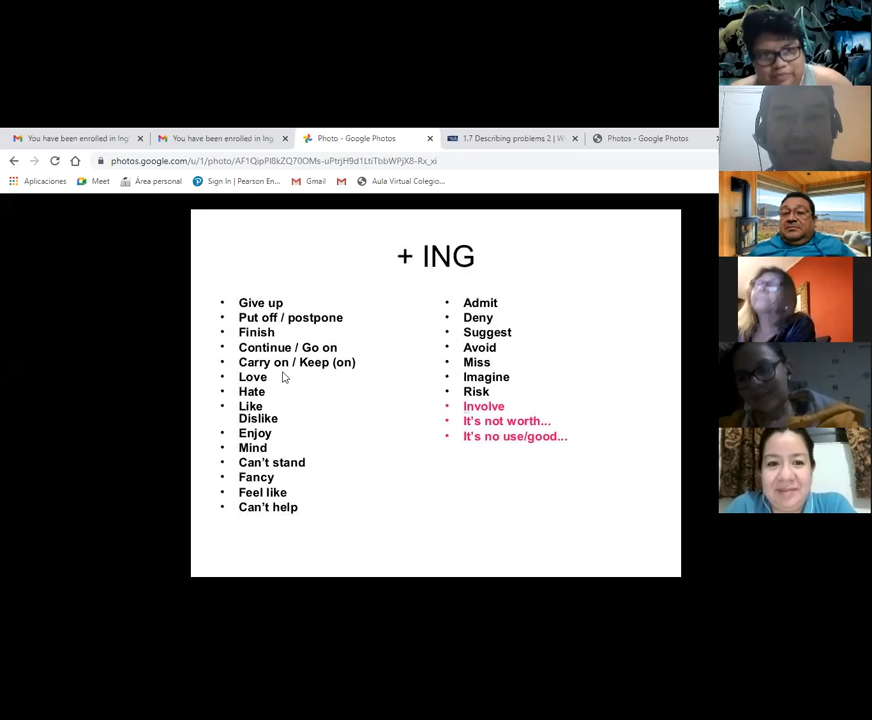 You have been enrolled in Ing
You have been enrolled in Ing
Photo - Google Photos
1.7 Describing problems 2 | W
Photos - Google Photos
photos.google.com/u/1/photo/AF1QipPl8kZQ70OMs-uPtrjH9d1LtiTbbWPjX8-Rx_xi
Aplicaciones
Meet
Área personal
Sign In | Pearson En...
Gmail
Aula Virtual Colegio...
+ ING
• Give up
• Put off / postpone
• Finish
• Continue / Go on
• Carry on / Keep (on)
• Love
• Hate
• Like
Dislike
• Enjoy
• Mind
• Can't stand
• Fancy
• Feel like
• Can't help
• Admit
• Deny
• Suggest
• Avoid
• Miss
• Imagine
• Risk
• Involve
• It's not worth...
• It's no use/good...